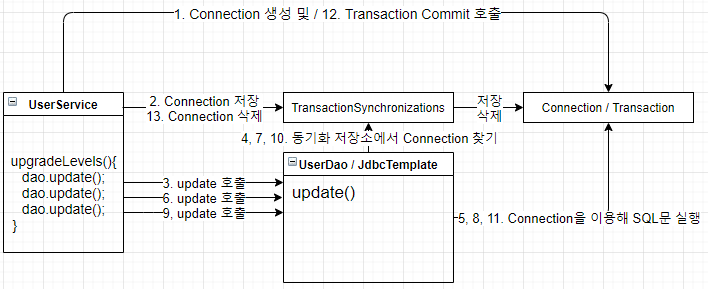 1. Connection 생성 및 / 12. Transaction Commit 호출
UserService
2. Connection 저장
13. Connection 삭제
TransactionSynchronizations
저장
삭제
Connection / Transaction
4, 7, 10. 동기화 저장소에서 Connection 찾기
upgradeLevels(){
dao.update();
dao.update();
dao.update();
}
3. update 호출
6. update 호출
9, update 호출
UserDao / JdbcTemplate
update()
5, 8, 11. Connection을 이용해 SQL문 실행